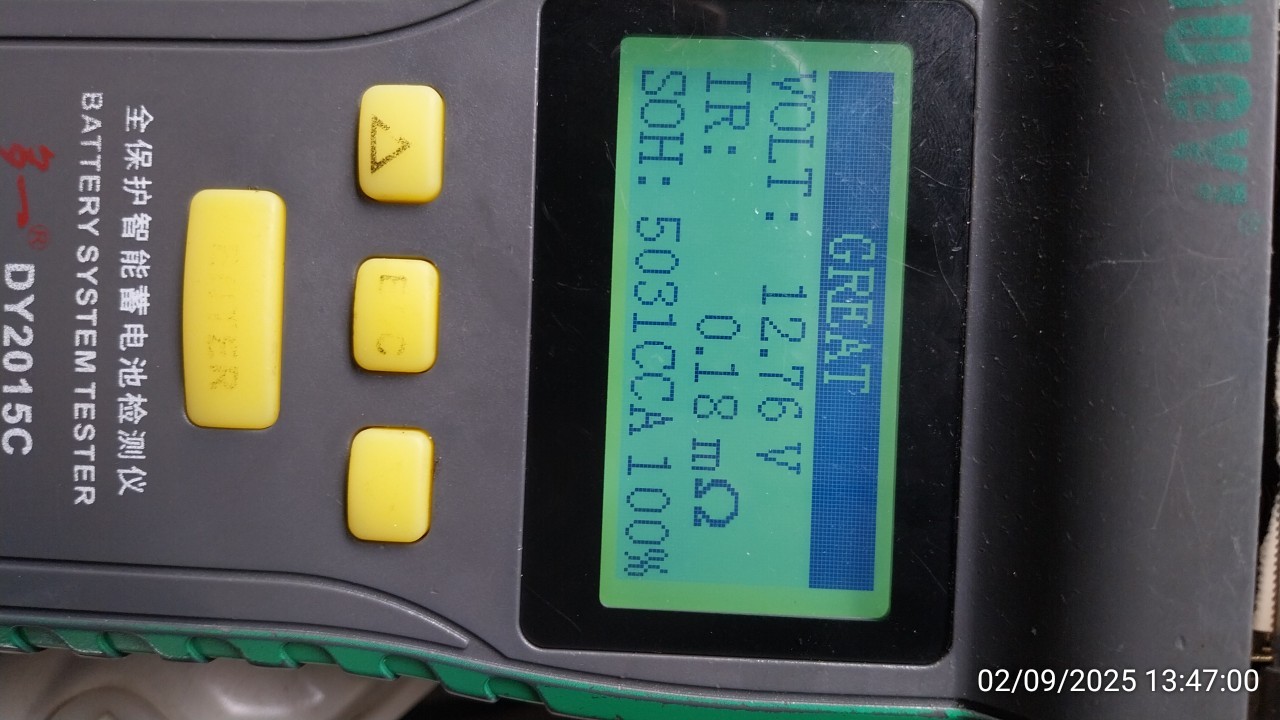 GREAT
VOLT: 12.76 V
IR: 0.18 mΩ
SOH: 5031CCA 100%
E C
全保护智能蓄电池检测仪
BATTERY SYSTEM TESTER
DY2015C
®
02/09/2025 13:47:00